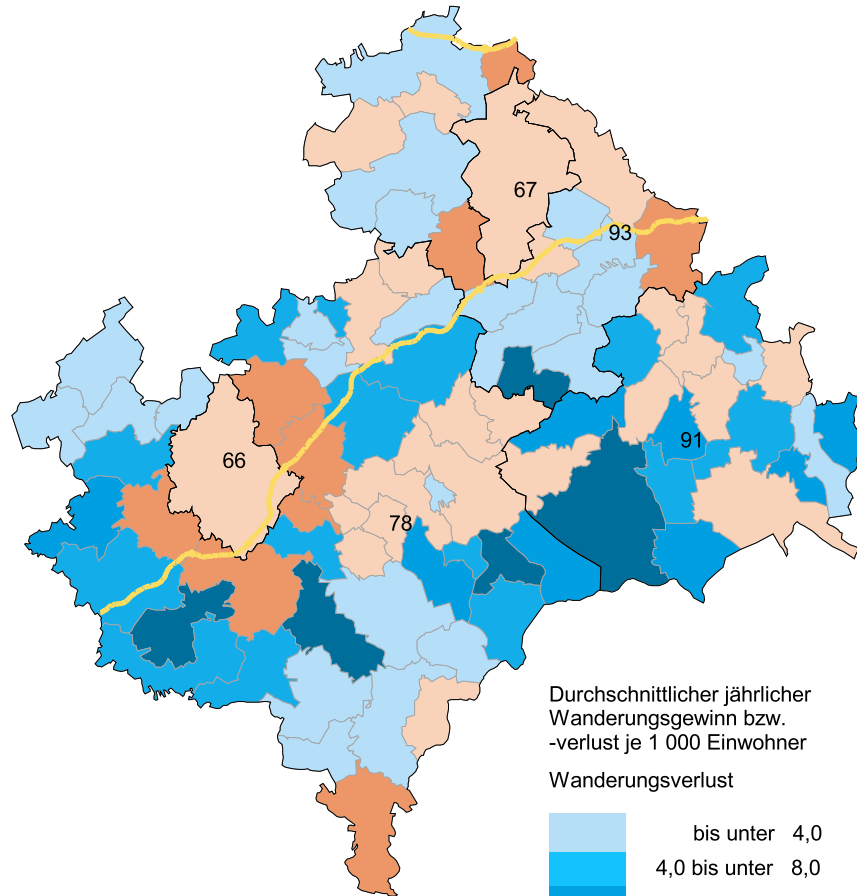 67
93
91
66
78
Durchschnittlicher jährlicher
Wanderungsgewinn bzw.
-verlust je 1 000 Einwohner
Wanderungsverlust
bis unter 4,0
4,0 bis unter 8,0